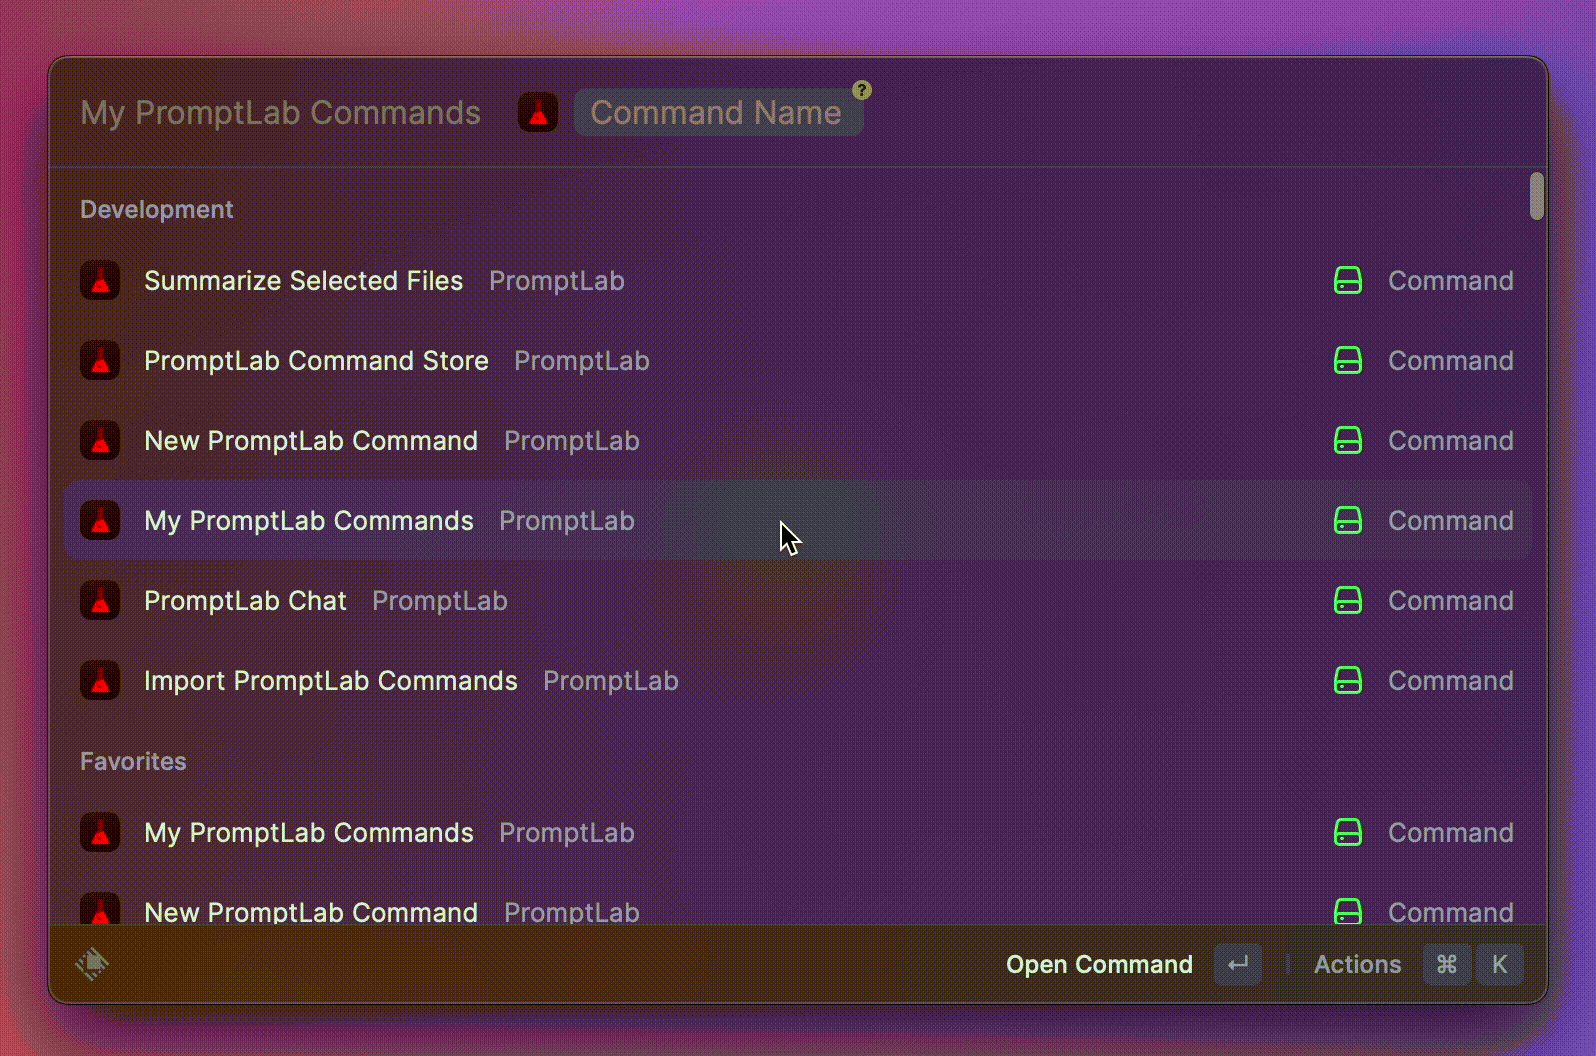 My PromptLab Commands Command Name ?
Development
Summarize Selected Files PromptLab Command
PromptLab Command Store PromptLab Command
New PromptLab Command PromptLab Command
My PromptLab Commands PromptLab Command
PromptLab Chat PromptLab Command
Import PromptLab Commands PromptLab Command
Favorites
My PromptLab Commands PromptLab Command
New PromptLab Command PromptLab Command
Open Command ↵ | Actions ⌘ K